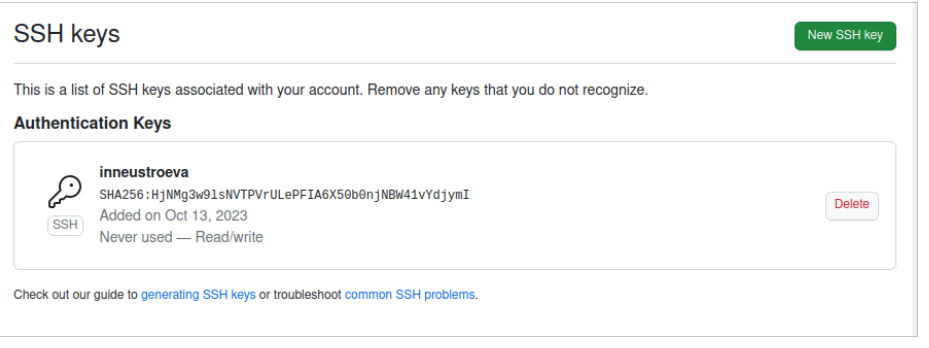 SSH keys
New SSH key
This is a list of SSH keys associated with your account. Remove any keys that you do not recognize.
Authentication Keys
inneustroeva
SHA256:HjNMg3w9lsNVTPVrULePFIA6X50b0njNBW41vYdjymI
Added on Oct 13, 2023
Never used — Read/write
SSH
Delete
Check out our guide to generating SSH keys or troubleshoot common SSH problems.